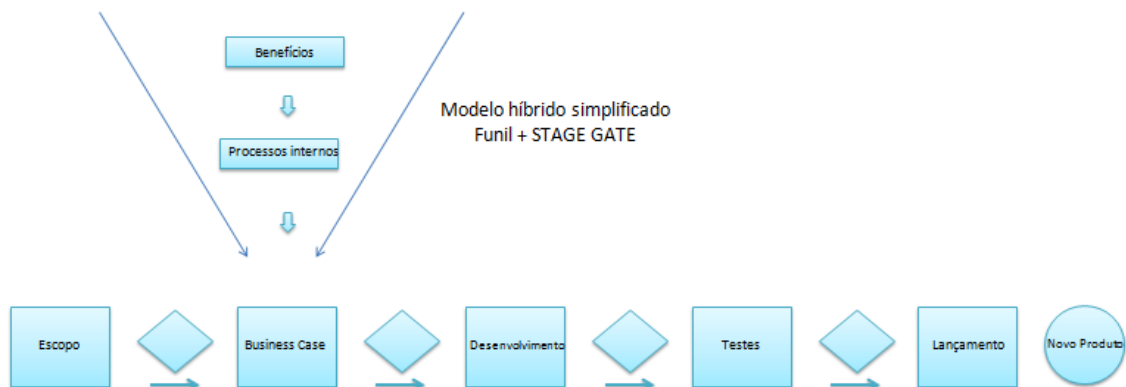 Benefícios
Modelo híbrido simplificado
Funil + STAGE GATE
Processos internos
Escopo
Business Case
Desenvolvimento
Testes
Lançamento
Novo Produto